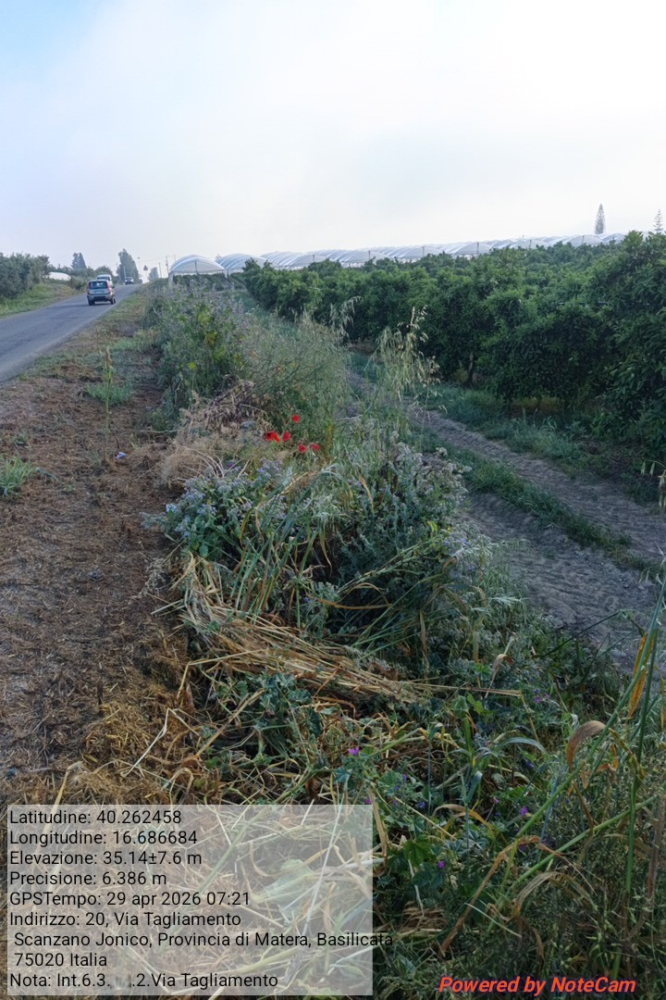 Latitudine: 40.262458
Longitudine: 16.686684
Elevazione: 35.14±7.6 m
Precisione: 6.386 m
GPSTempo: 29 apr 2026 07:21
Indirizzo: 20, Via Tagliamento
Scanzano Jonico, Provincia di Matera, Basilicata
75020 Italia
Nota: Int.6.3. .2.Via Tagliamento
Powered by NoteCam